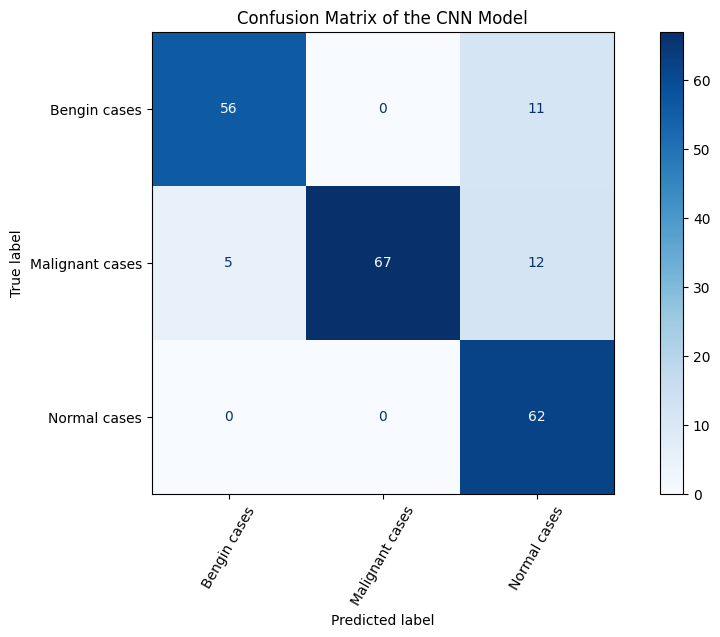 Confusion Matrix of the CNN Model
True label
Bengin cases
Malignant cases
Normal cases
56 0 11
5 67 12
0 0 62
Bengin cases
Malignant cases
Normal cases
Predicted label
60
50
40
30
20
10
0